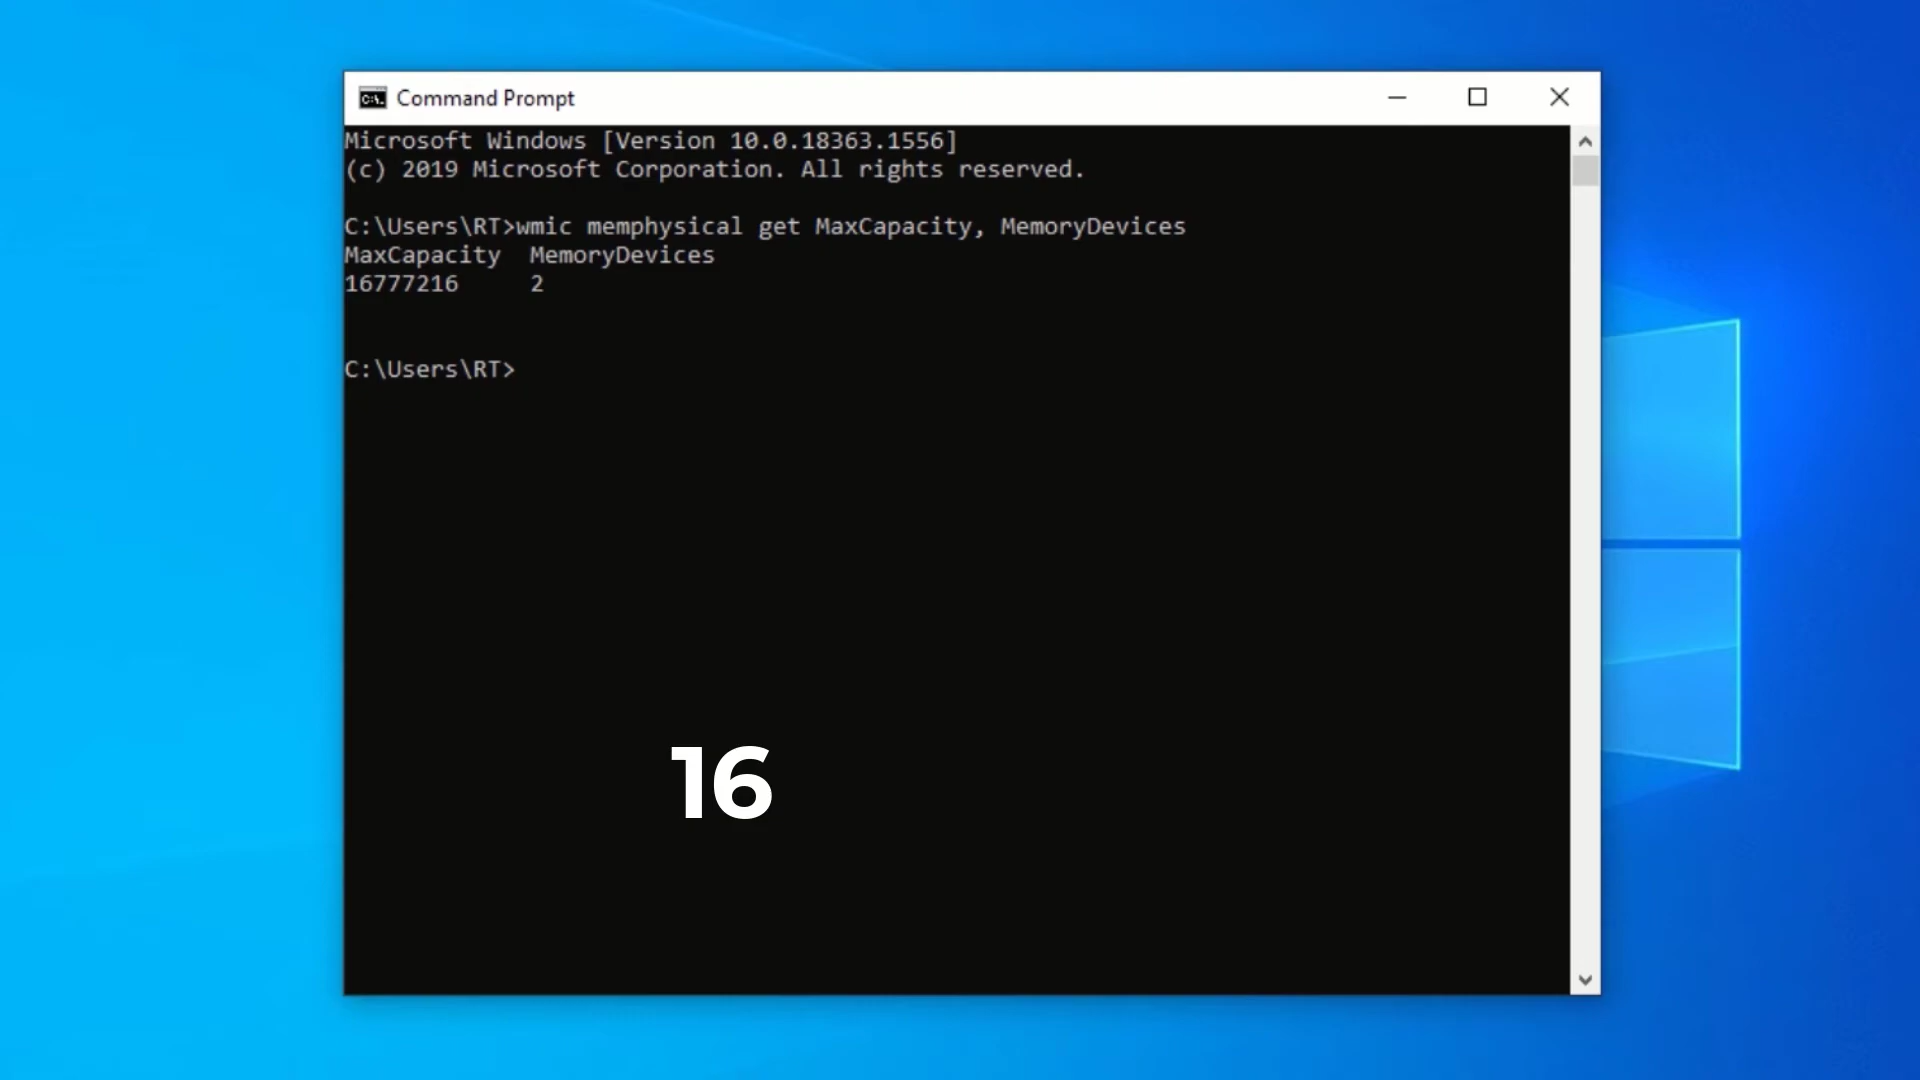 Command Prompt
Microsoft Windows [Version 10.0.18363.1556]
(c) 2019 Microsoft Corporation. All rights reserved.
C:\Users\RT>wmic memphysical get MaxCapacity, MemoryDevices
MaxCapacity  MemoryDevices
16777216     2
C:\Users\RT>
16